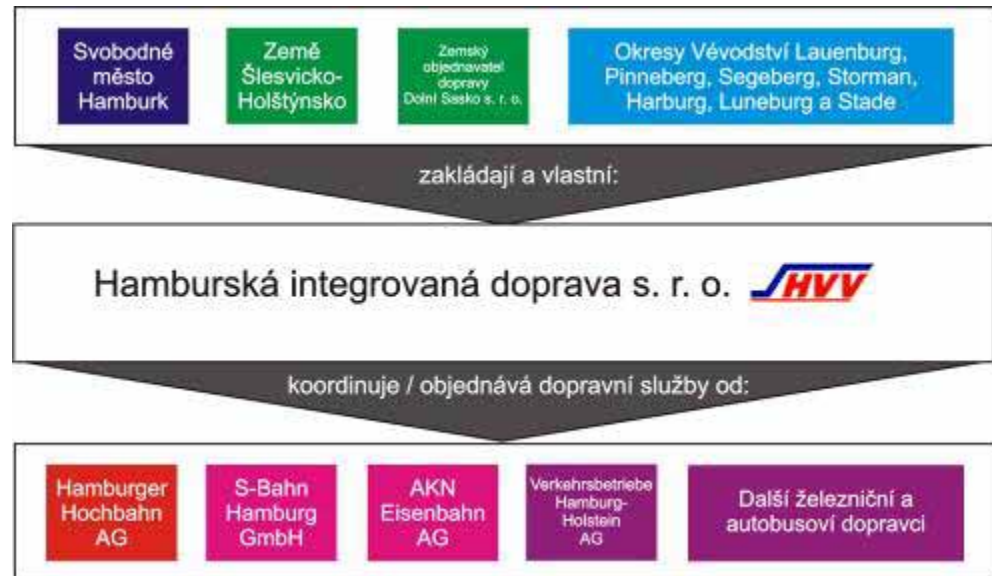 Svobodné
město
Hamburk
Země
Šlesvicko-
Holštýnsko
Zemský
objednavatel
dopravy
Dolní Sasko s. r. o.
Okresy Vévodství Lauenburg,
Pinneberg, Segeberg, Storman,
Harburg, Luneburg a Stade
zakládají a vlastní:
Hamburská integrovaná doprava s. r. o. HVV
koordinuje / objednává dopravní služby od:
Hamburger
Hochbahn
AG
S-Bahn
Hamburg
GmbH
AKN
Eisenbahn
AG
Verkehrsbetriebe
Hamburg-
Holstein
AG
Další železniční a
autobusoví dopravci